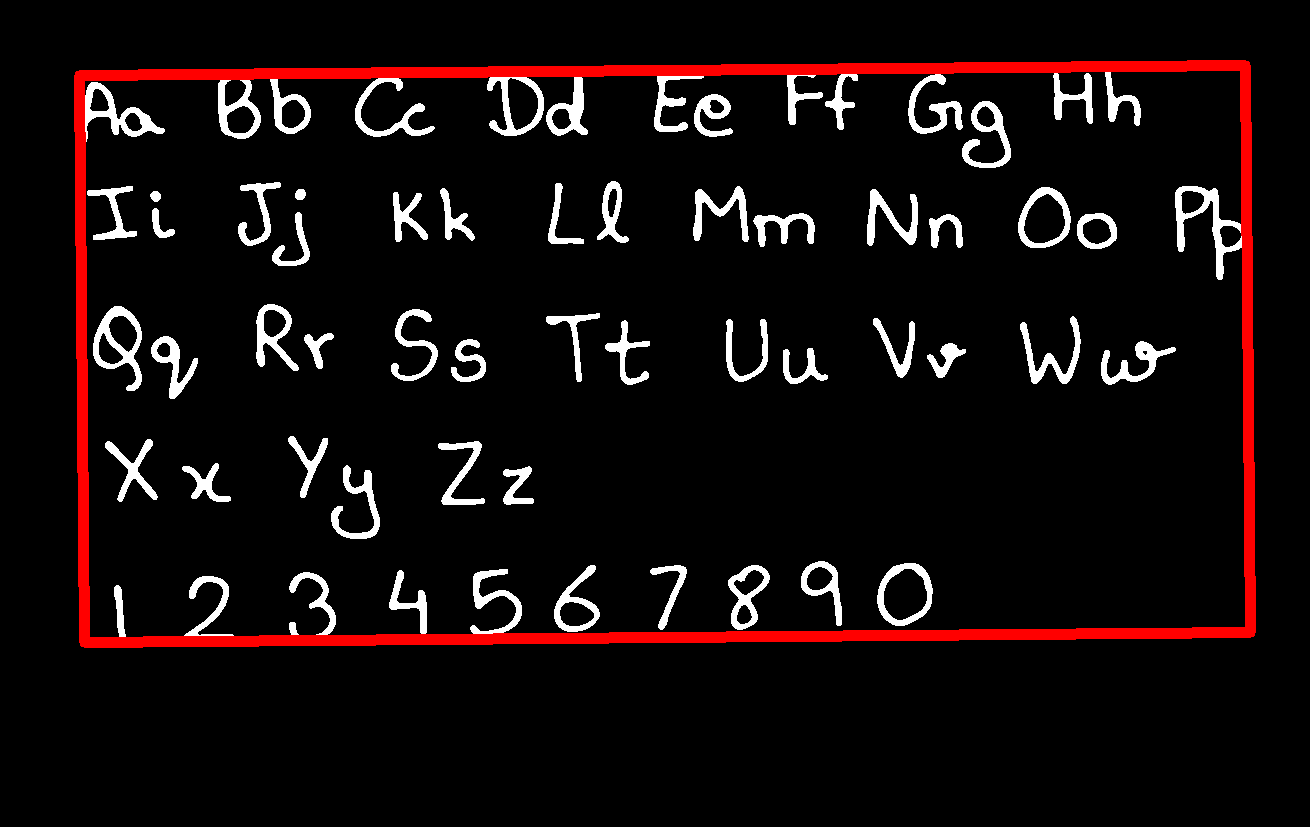 Aa Bb Cc Dd Ee Ff Gg Hh
Ii Jj Kk Ll Mm Nn Oo Pp
Qq Rr Ss Tt Uu Vv Ww
Xx Yy Zz
1 2 3 4 5 6 7 8 9 0